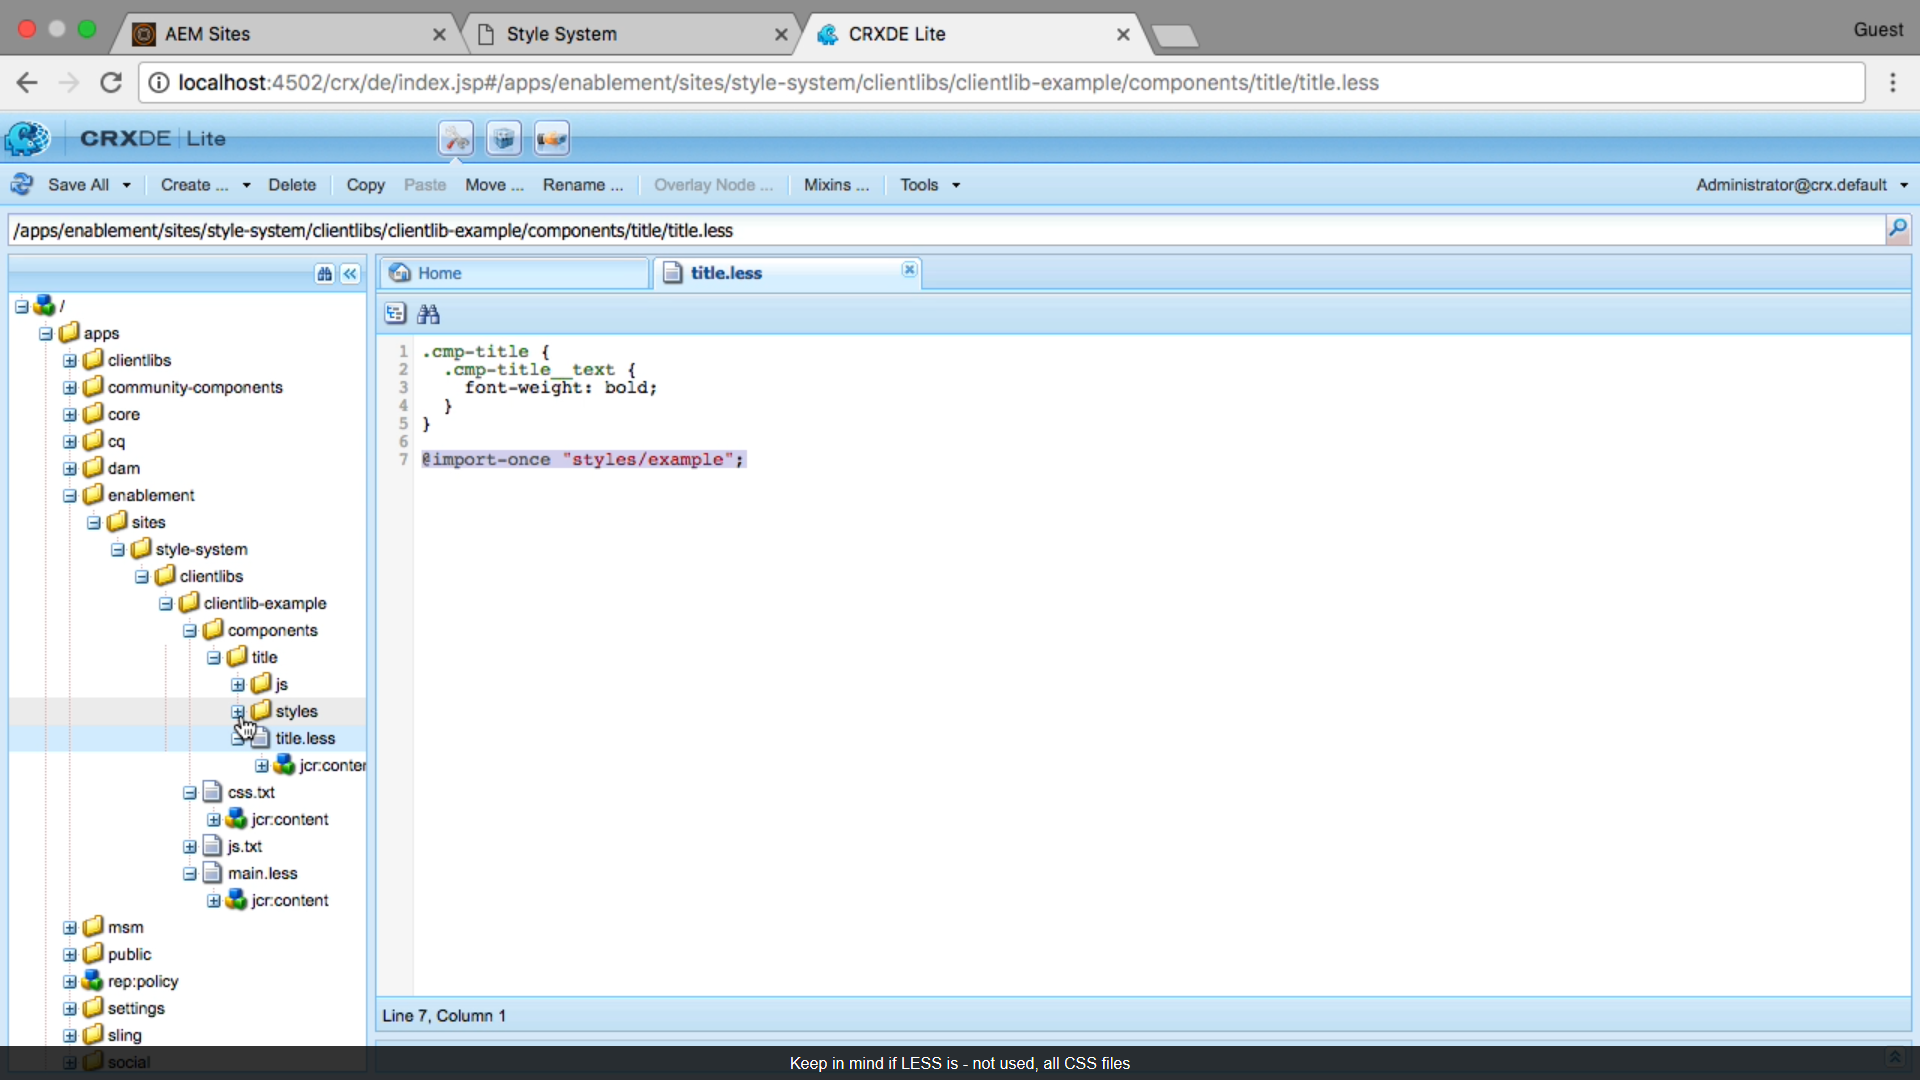 AEM Sites
Style System
CRXDE Lite
Guest
localhost:4502/crx/de/index.jsp#/apps/enablement/sites/style-system/clientlibs/clientlib-example/components/title/title.less
CRXDE Lite
Save All
Create ...
Delete
Copy
Paste
Move ...
Rename ...
Overlay Node ...
Mixins ...
Tools
Administrator@crx.default
/apps/enablement/sites/style-system/clientlibs/clientlib-example/components/title/title.less
Home
title.less
/
apps
clientlibs
community-components
core
cq
dam
enablement
sites
style-system
clientlibs
clientlib-example
components
title
js
styles
title.less
jcr:conter
css.txt
jcr:content
js.txt
main.less
jcr:content
msm
public
rep:policy
settings
sling
social
1 .cmp-title {
2 .cmp-title__text {
3 font-weight: bold;
4 }
5 }
6
7 @import-once "styles/example";
Line 7, Column 1
Keep in mind if LESS is - not used, all CSS files